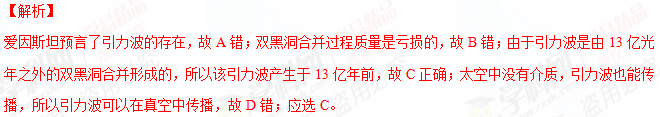 【解析】
爱因斯坦预言了引力波的存在，故 A 错；双黑洞合并过程质量是亏损的，故 B 错；由于引力波是由 13 亿光
年之外的双黑洞合并形成的，所以该引力波产生于 13 亿年前，故 C 正确；太空中没有介质，引力波也能传
播，所以引力波可以在真空中传播，故 D 错；应选 C。